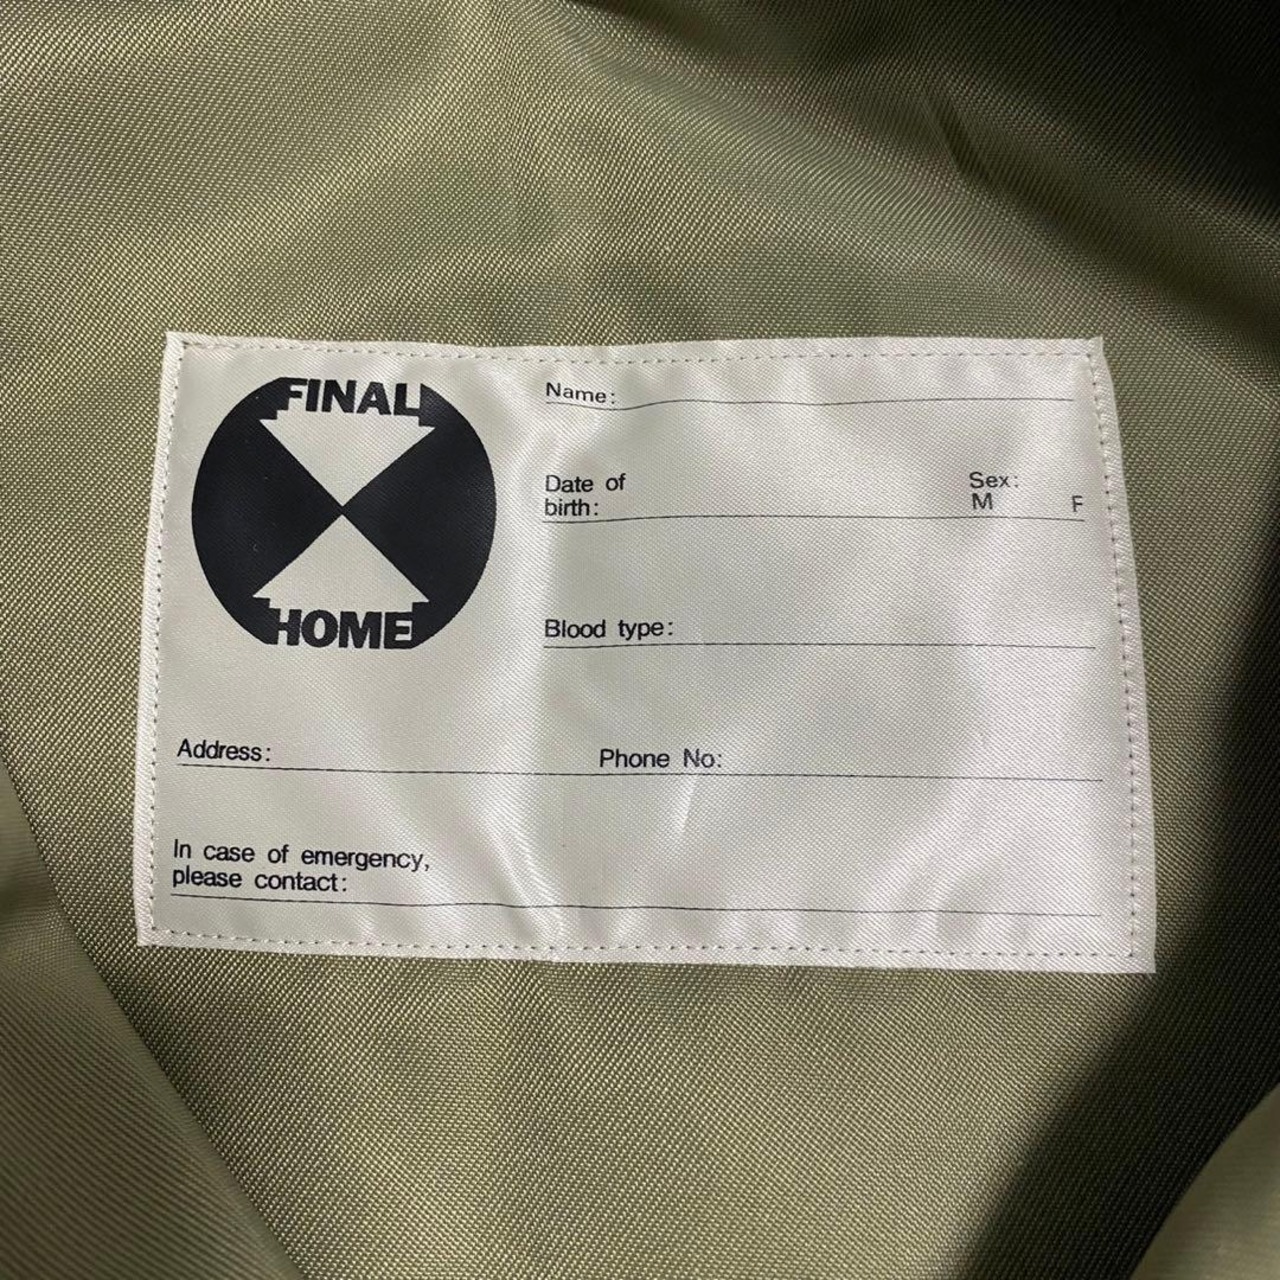 FINAL
HOME
Name:
Date of
birth:
Sex:
M F
Blood type:
Address:
Phone No:
In case of emergency,
please contact: